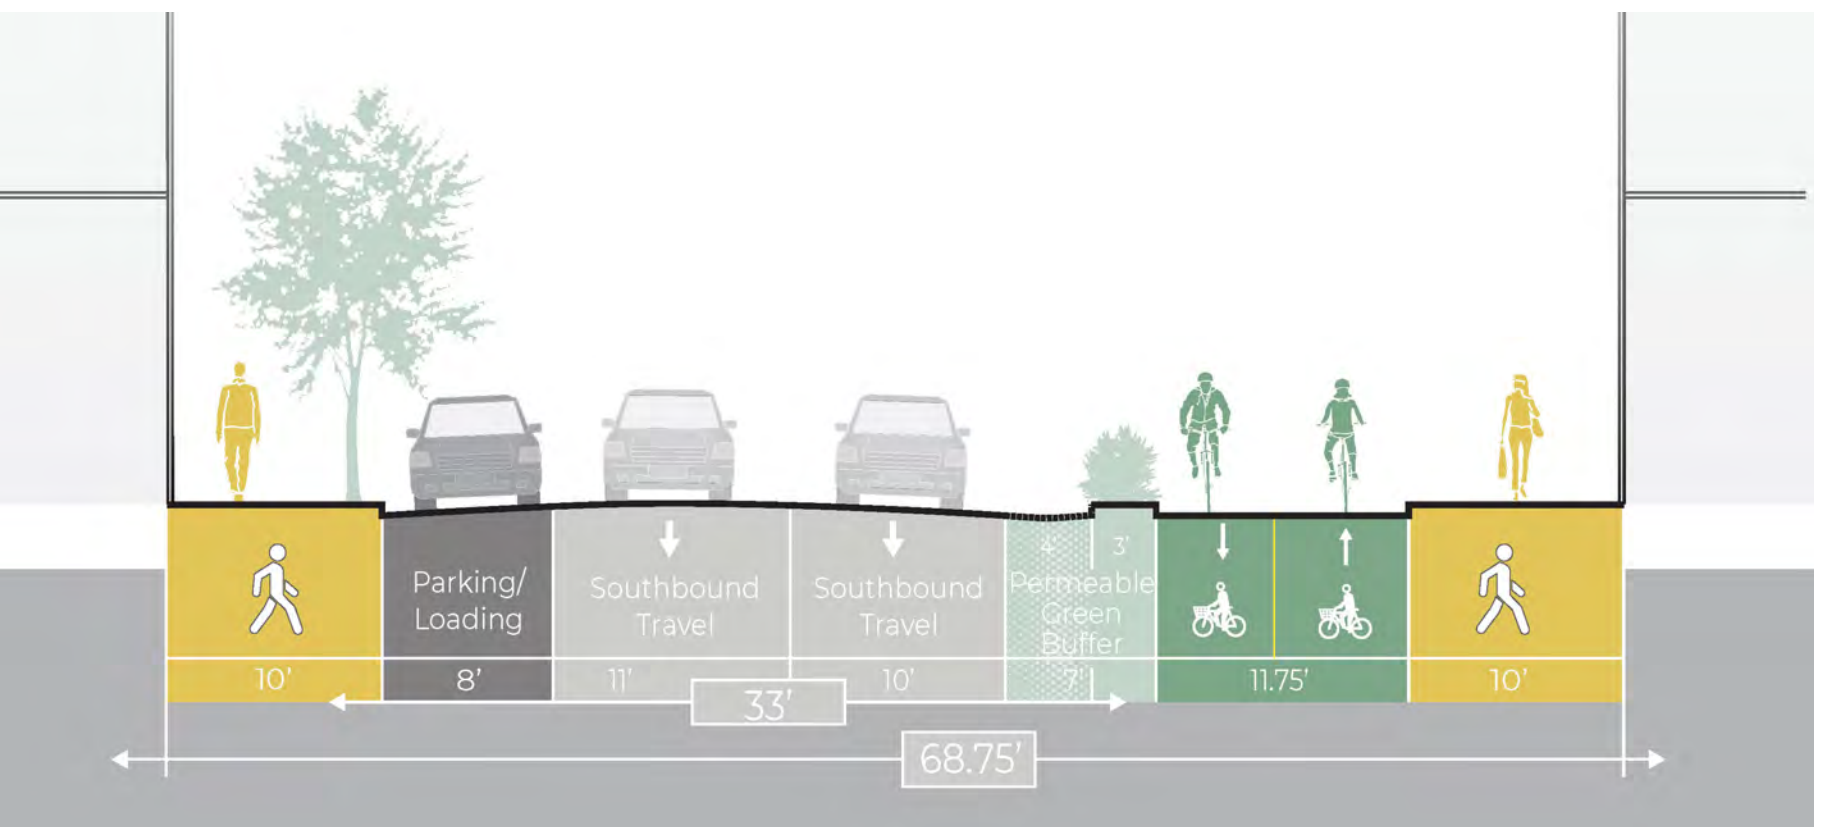 Parking/
Loading
Southbound
Travel
Southbound
Travel
4' 3'
Permeable
Green
Buffer
10' 8' 11' 10' 7' 11.75' 10'
33'
68.75'